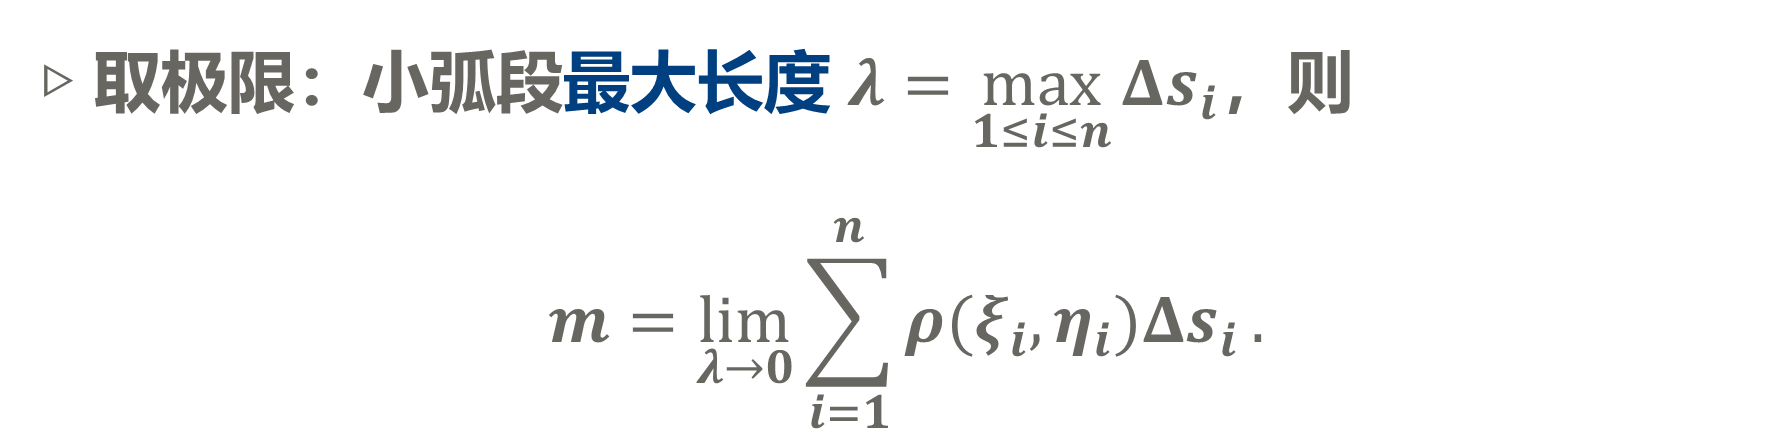 ▷ 取极限：小弧段最大长度 λ = max_{1≤i≤n} Δs_i，则
m = lim_{λ→0} ∑_{i=1}^{n} ρ(ξ_i, η_i)Δs_i .